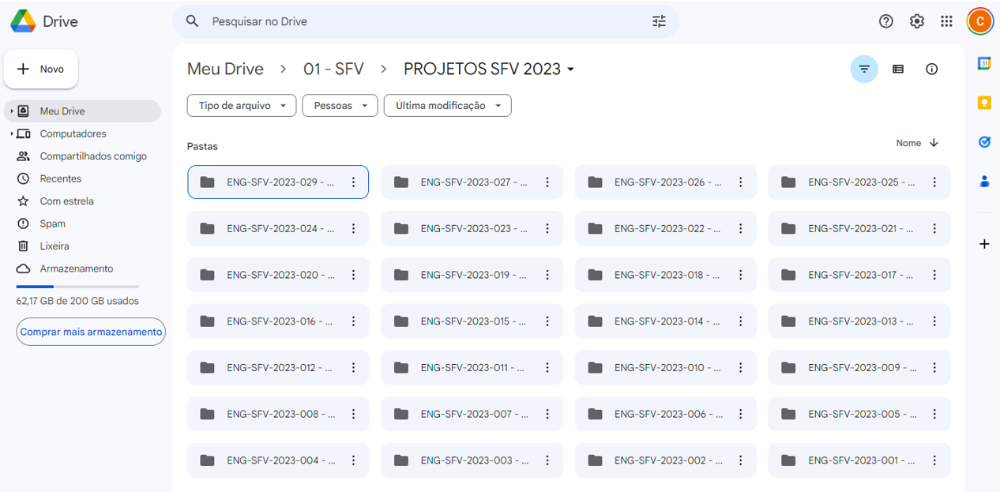 Drive
Pesquisar no Drive
C
Novo
Meu Drive
Computadores
Compartilhados comigo
Recentes
Com estrela
Spam
Lixeira
Armazenamento
62,17 GB de 200 GB usados
Comprar mais armazenamento
Meu Drive > 01 - SFV > PROJETOS SFV 2023
Tipo de arquivo Pessoas Última modificação
Pastas Nome
ENG-SFV-2023-029 - ... ENG-SFV-2023-027 - ... ENG-SFV-2023-026 - ... ENG-SFV-2023-025 - ...
ENG-SFV-2023-024 - ... ENG-SFV-2023-023 - ... ENG-SFV-2023-022 - ... ENG-SFV-2023-021 - ...
ENG-SFV-2023-020 - ... ENG-SFV-2023-019 - ... ENG-SFV-2023-018 - ... ENG-SFV-2023-017 - ...
ENG-SFV-2023-016 - ... ENG-SFV-2023-015 - ... ENG-SFV-2023-014 - ... ENG-SFV-2023-013 - ...
ENG-SFV-2023-012 - ... ENG-SFV-2023-011 - ... ENG-SFV-2023-010 - ... ENG-SFV-2023-009 - ...
ENG-SFV-2023-008 - ... ENG-SFV-2023-007 - ... ENG-SFV-2023-006 - ... ENG-SFV-2023-005 - ...
ENG-SFV-2023-004 - ... ENG-SFV-2023-003 - ... ENG-SFV-2023-002 - ... ENG-SFV-2023-001 - ...
31